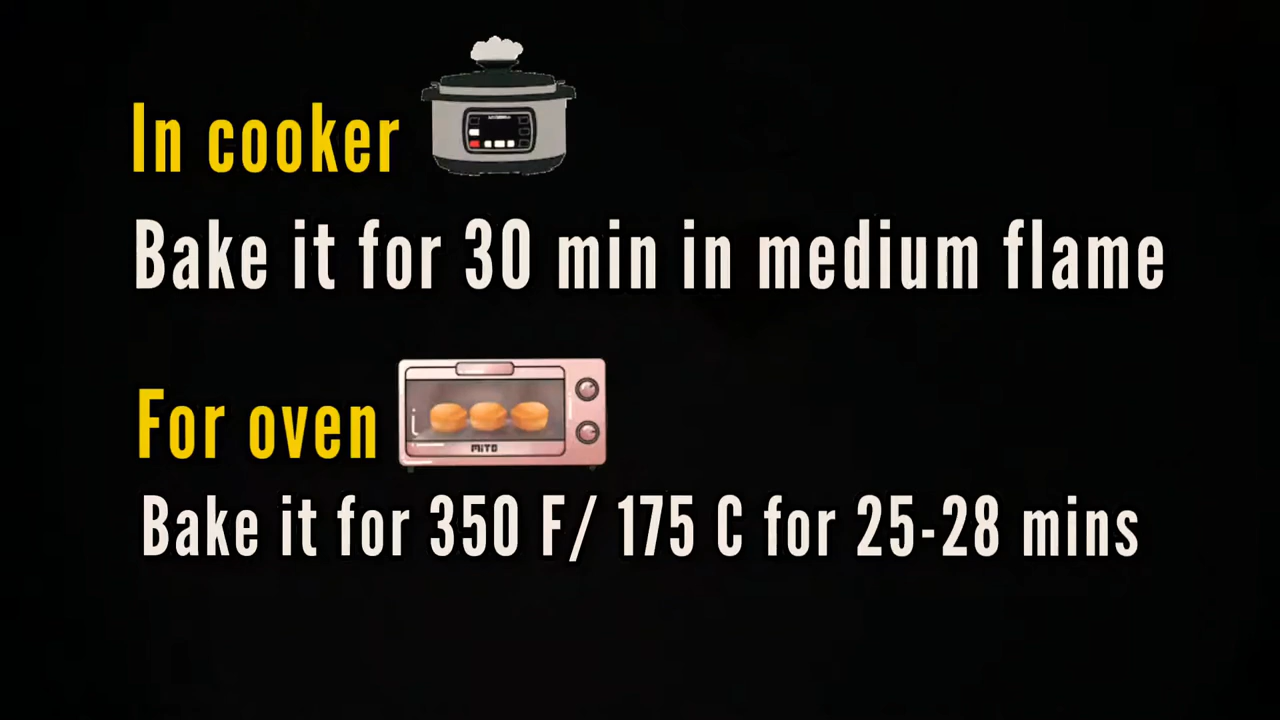 In cooker
Bake it for 30 min in medium flame
For oven
MITO
Bake it for 350 F/ 175 C for 25-28 mins